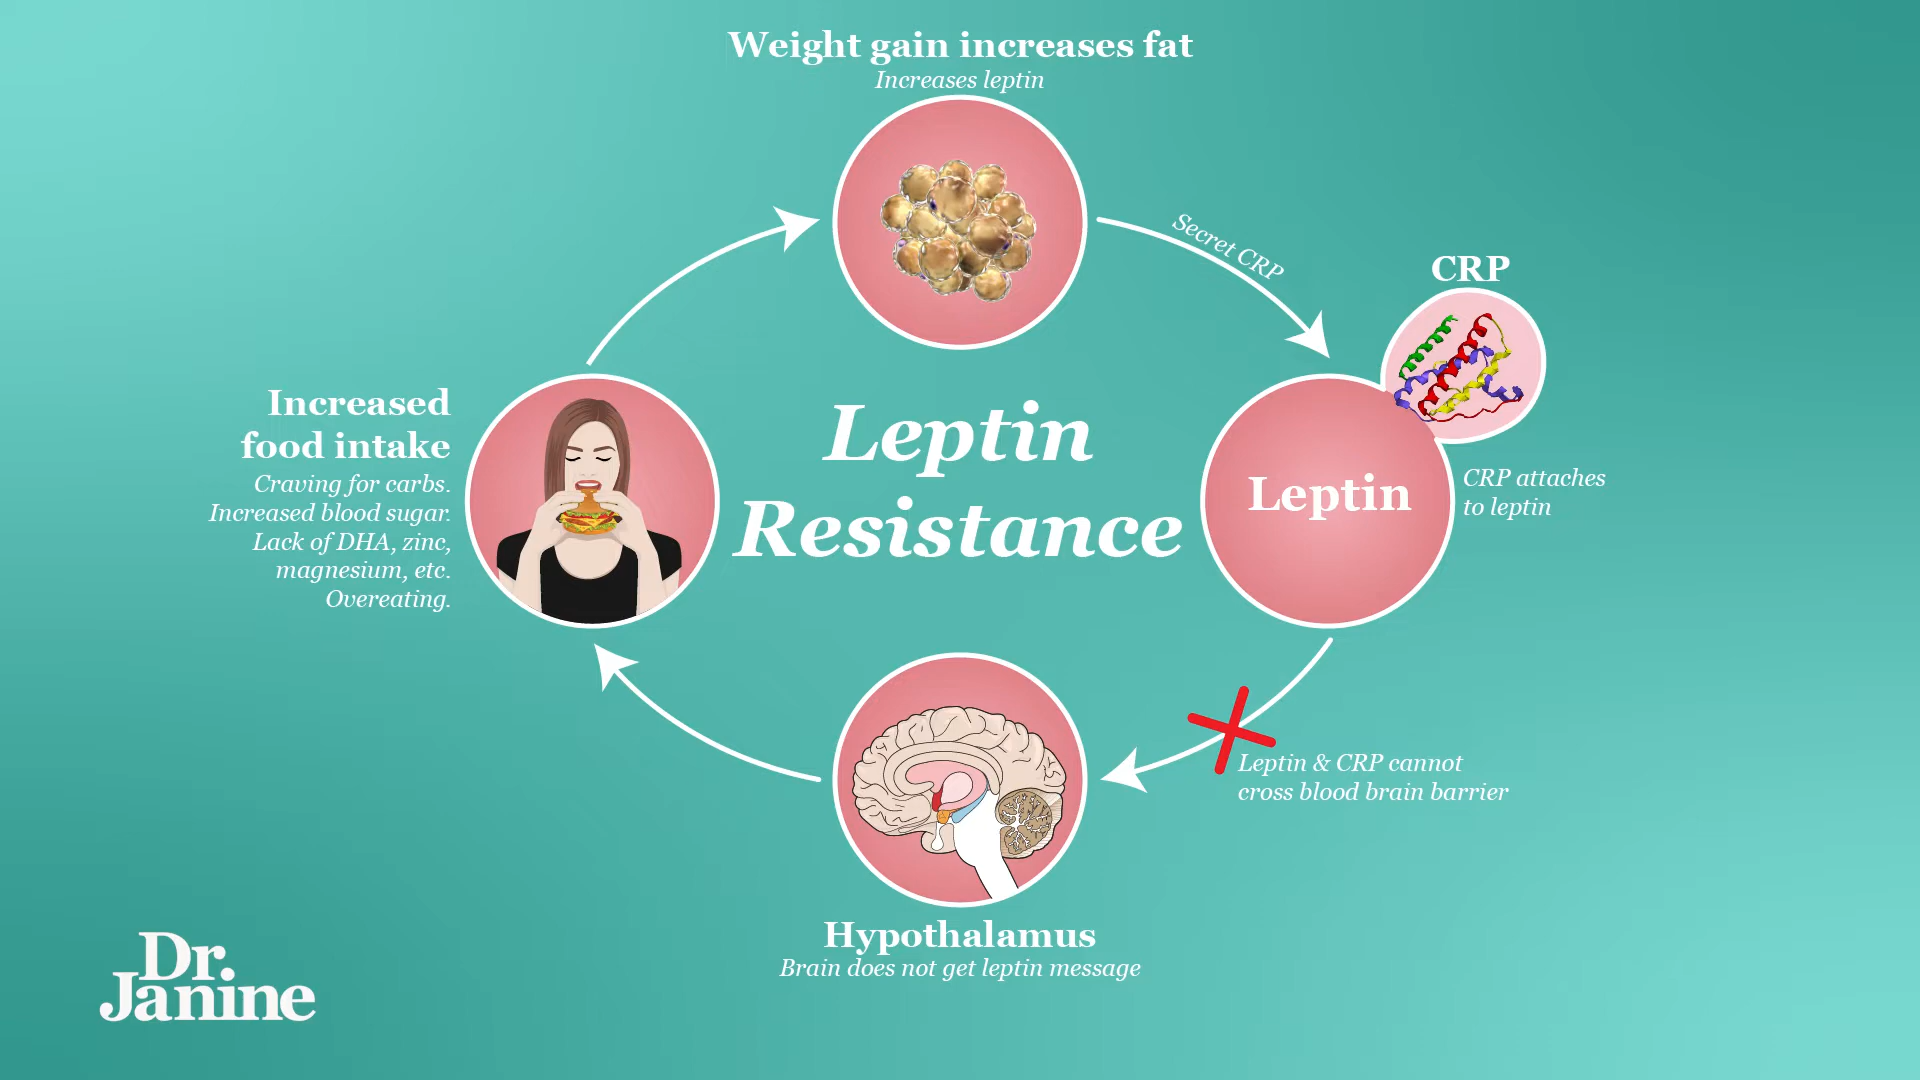 Weight gain increases fat
Increases leptin
Secret CRP
CRP
Increased
food intake
Craving for carbs.
Increased blood sugar.
Lack of DHA, zinc,
magnesium, etc.
Overeating.
Leptin
Resistance
Leptin
CRP attaches
to leptin
Leptin & CRP cannot
cross blood brain barrier
Hypothalamus
Brain does not get leptin message
Dr.
Janine